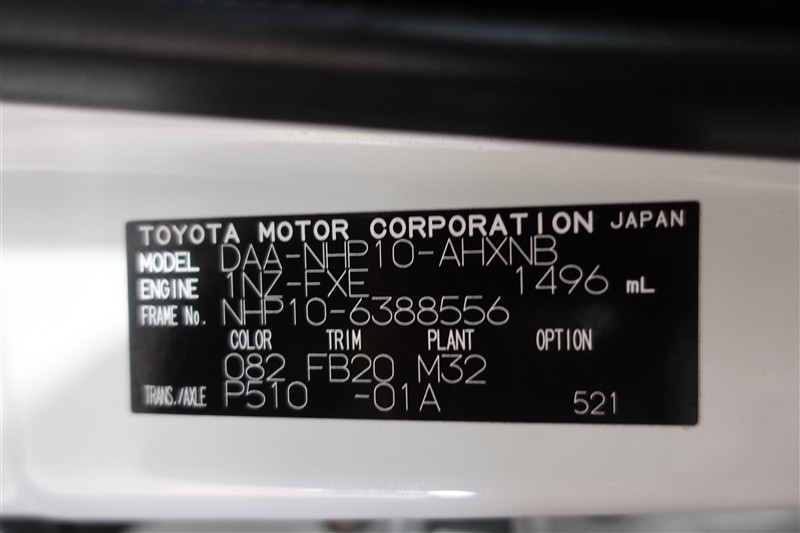 TOYOTA MOTOR CORPORATION JAPAN
MODEL DAA-NHP10-AHXNB
ENGINE 1NZ-FXE 1496 mL
FRAME No. NHP10-6388556
COLOR TRIM PLANT OPTION
082 FB20 M32
TRANS./AXLE P510 -01A 521